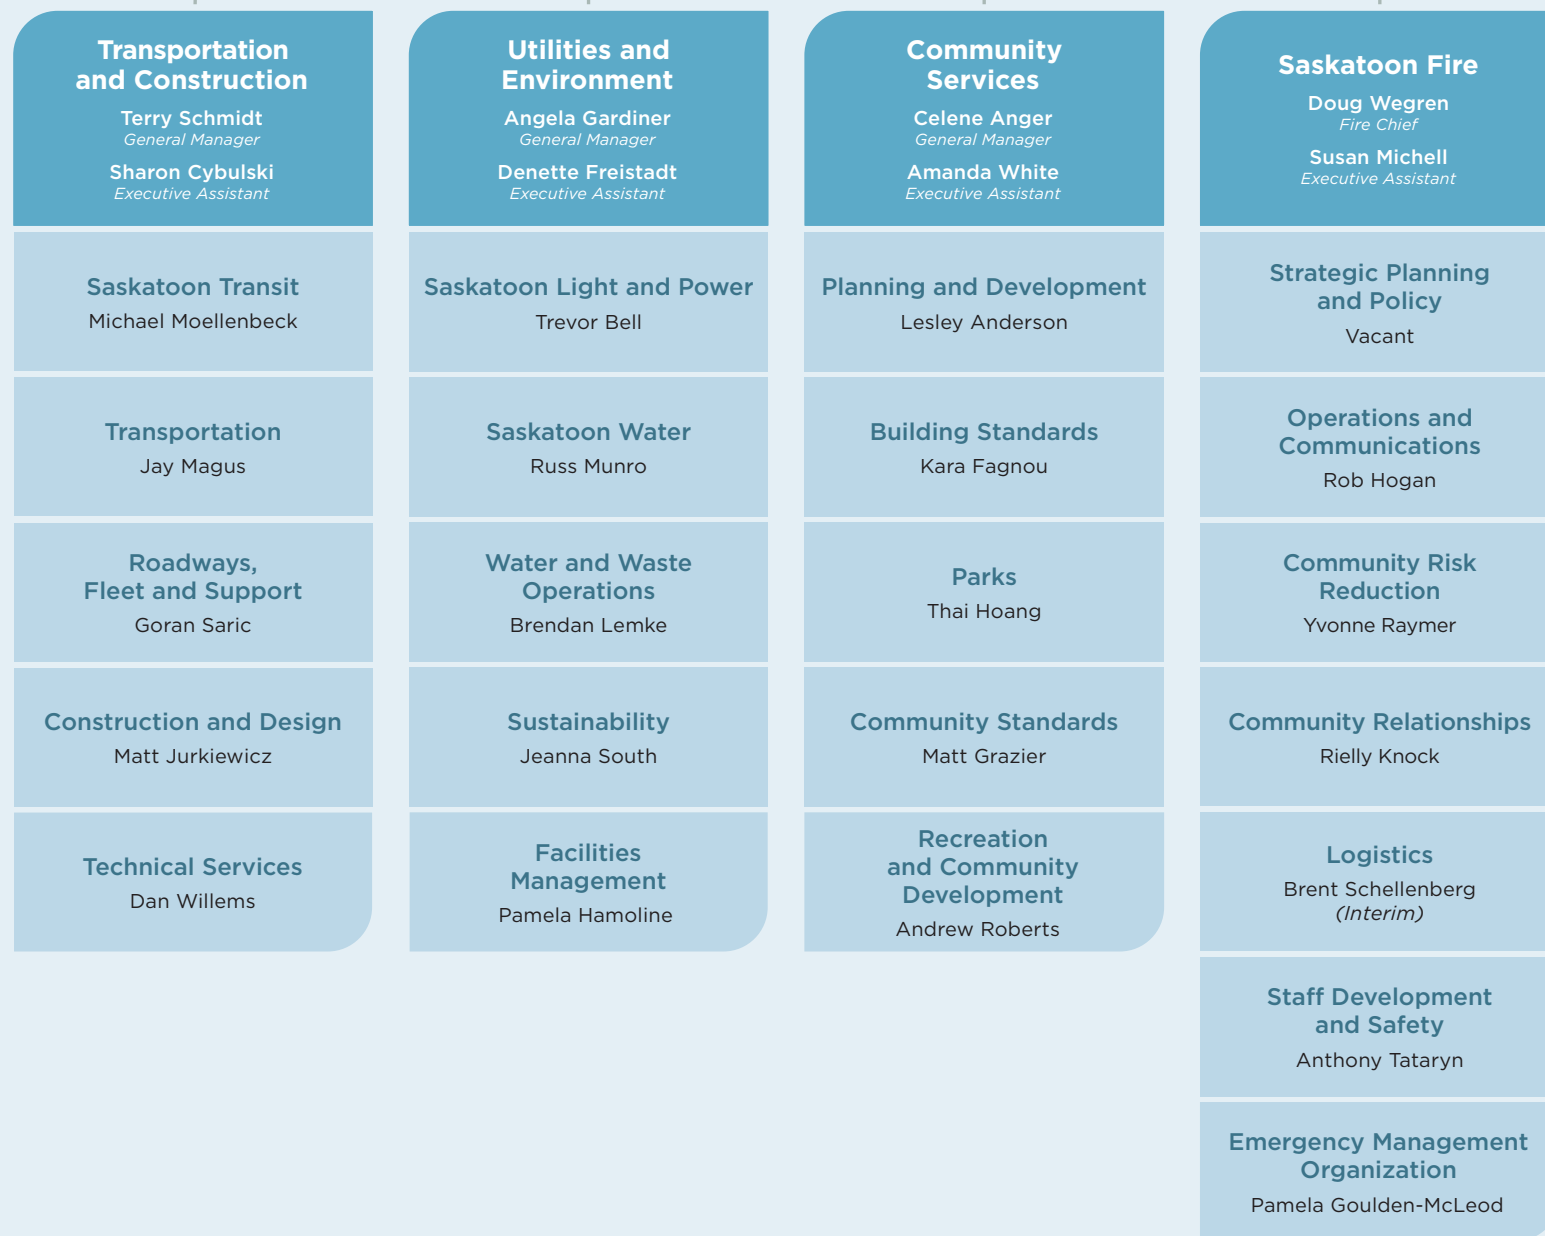 Transportation
and Construction
Terry Schmidt
General Manager
Sharon Cybulski
Executive Assistant
Saskatoon Transit
Michael Moellenbeck
Transportation
Jay Magus
Roadways,
Fleet and Support
Goran Saric
Construction and Design
Matt Jurkiewicz
Technical Services
Dan Willems
Utilities and
Environment
Angela Gardiner
General Manager
Denette Freistadt
Executive Assistant
Saskatoon Light and Power
Trevor Bell
Saskatoon Water
Russ Munro
Water and Waste
Operations
Brendan Lemke
Sustainability
Jeanna South
Facilities
Management
Pamela Hamoline
Community
Services
Celene Anger
General Manager
Amanda White
Executive Assistant
Planning and Development
Lesley Anderson
Building Standards
Kara Fagnou
Parks
Thai Hoang
Community Standards
Matt Grazier
Recreation
and Community
Development
Andrew Roberts
Saskatoon Fire
Doug Wegren
Fire Chief
Susan Michell
Executive Assistant
Strategic Planning
and Policy
Vacant
Operations and
Communications
Rob Hogan
Community Risk
Reduction
Yvonne Raymer
Community Relationships
Rielly Knock
Logistics
Brent Schellenberg
(Interim)
Staff Development
and Safety
Anthony Tataryn
Emergency Management
Organization
Pamela Goulden-McLeod